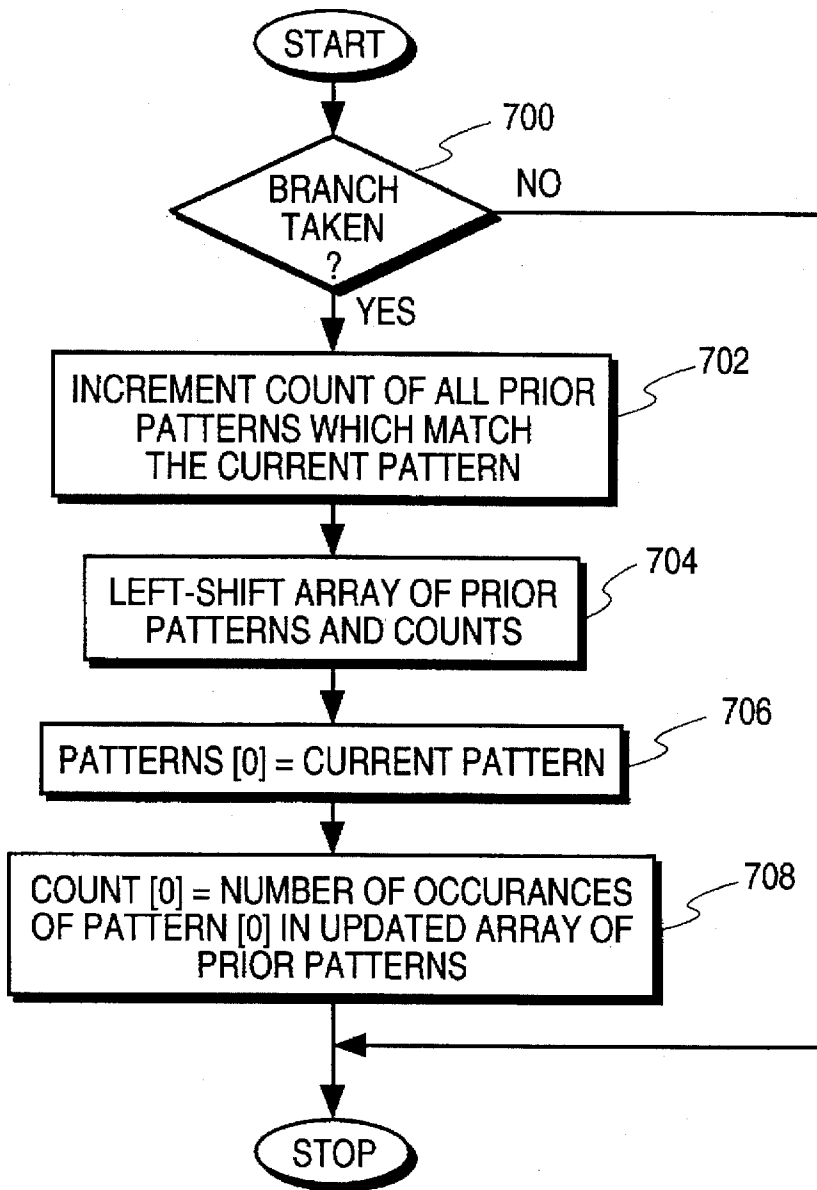 START
700
BRANCH
TAKEN
?
NO
YES
702
INCREMENT COUNT OF ALL PRIOR
PATTERNS WHICH MATCH
THE CURRENT PATTERN
704
LEFT-SHIFT ARRAY OF PRIOR
PATTERNS AND COUNTS
706
PATTERNS [0] = CURRENT PATTERN
708
COUNT [0] = NUMBER OF OCCURANCES
OF PATTERN [0] IN UPDATED ARRAY OF
PRIOR PATTERNS
STOP